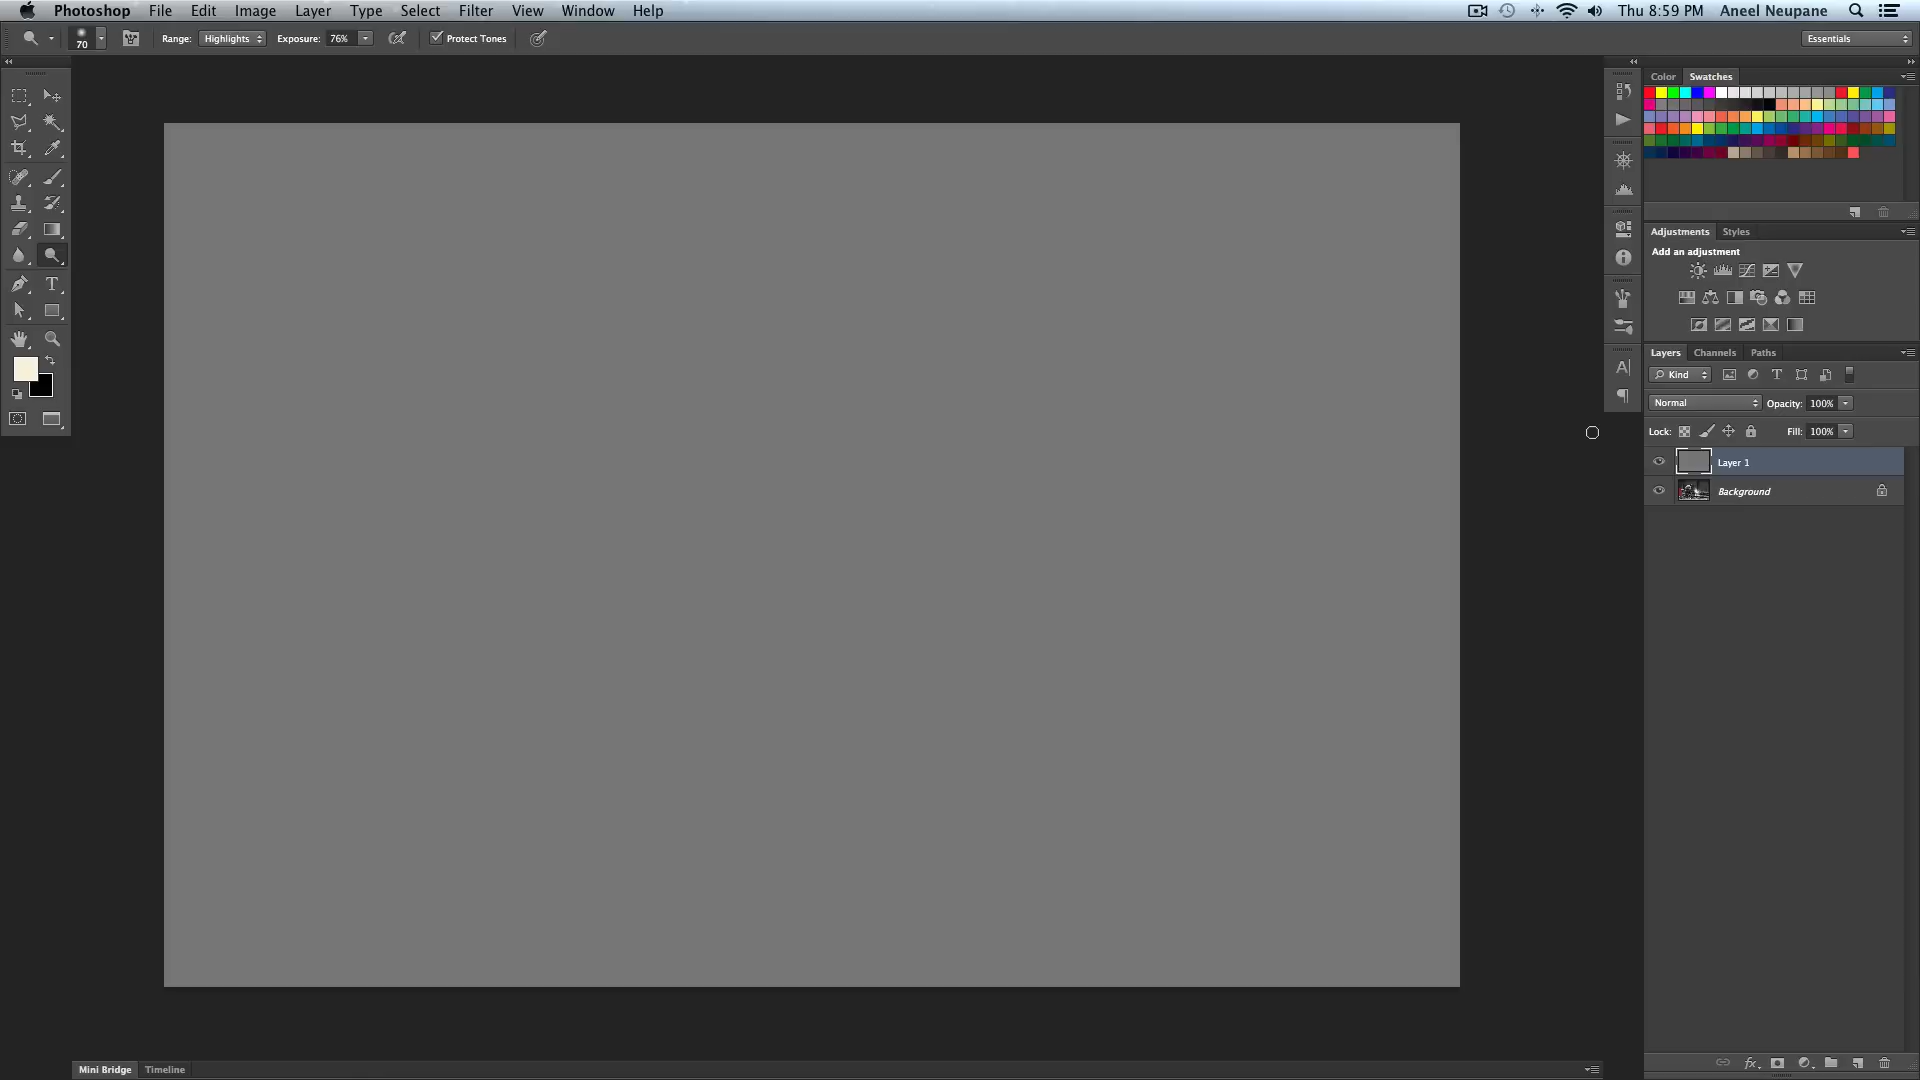 Photoshop File Edit Image Layer Type Select Filter View Window Help Thu 8:59 PM Aneel Neupane
70 Range: Highlights Exposure: 76% Protect Tones Essentials
Color Swatches
Adjustments Styles
Add an adjustment
T
Layers Channels Paths
Kind T
A|
Normal Opacity: 100%
Lock: Fill: 100%
Layer 1
Background
fx
Mini Bridge Timeline